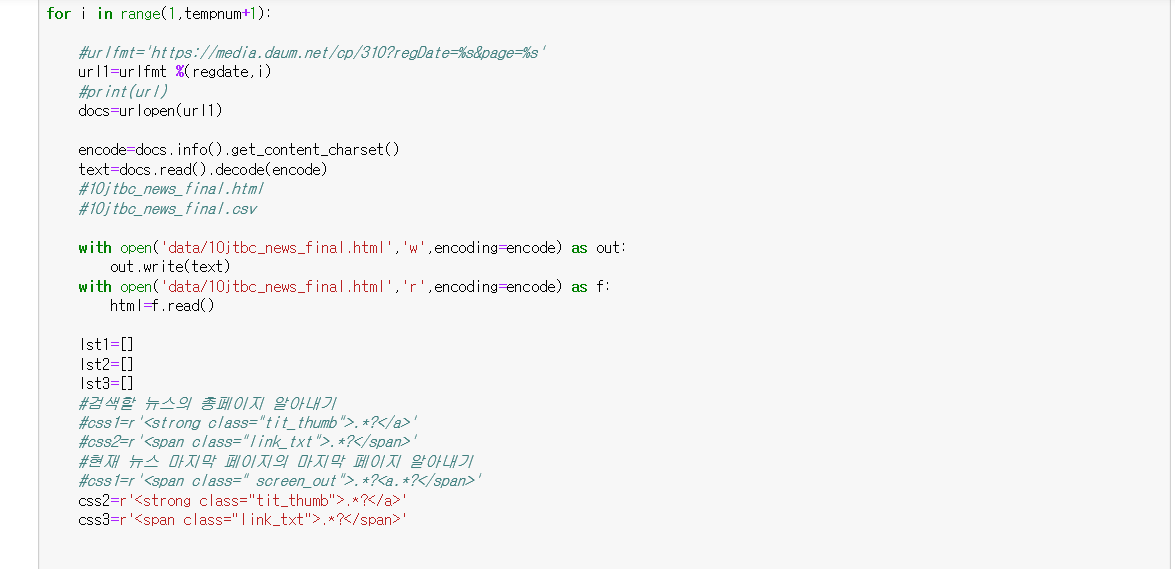 for i in range(1,tempnum+1):
#urlfmt='https://media.daum.net/cp/310?regDate=%s&page=%s'
url1=urlfmt %(regdate,i)
#print(url)
docs=urlopen(url1)
encode=docs.info().get_content_charset()
text=docs.read().decode(encode)
#10jtbc_news_final.html
#10jtbc_news_final.csv
with open('data/10jtbc_news_final.html','w',encoding=encode) as out:
out.write(text)
with open('data/10jtbc_news_final.html','r',encoding=encode) as f:
html=f.read()
lst1=[]
lst2=[]
lst3=[]
#검색할 뉴스의 총페이지 알아내기
#css1=r'<strong class="tit_thumb">.*?</a>'
#css2=r'<span class="link_txt">.*?</span>'
#현재 뉴스 마지막 페이지의 마지막 페이지 알아내기
#css1=r'<span class=" screen_out">.*?<a.*?</span>'
css2=r'<strong class="tit_thumb">.*?</a>'
css3=r'<span class="link_txt">.*?</span>'